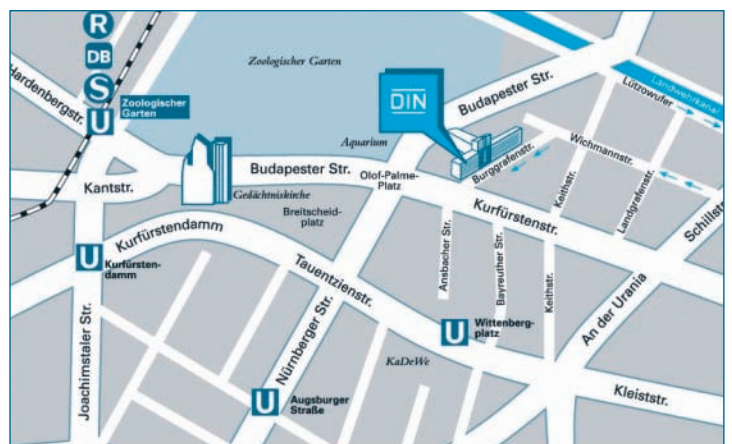 R
DB
S
U
Zoologischer
Garten
Hardenbergstr.
Zoologischer Garten
DIN
Budapester Str.
Landwehrkanal
Lützowufer
Aquarium
Wichmannstr.
Burggrafenstr.
Budapester Str.
Olof-Palme-
Platz
Kantstr.
Gedächtniskirche
Breitscheid-
platz
Keithstr.
Landgrafenstr.
Schillstr.
Kurfürstenstr.
Kurfürstendamm
U
Kurfürsten-
damm
Tauentzienstr.
Ansbacher Str.
Bayreuther Str.
Keithstr.
An der Urania
Joachimstaler Str.
Nürnberger Str.
U
Wittenberg-
platz
KaDeWe
Kleiststr.
U
Augsburger
Straße